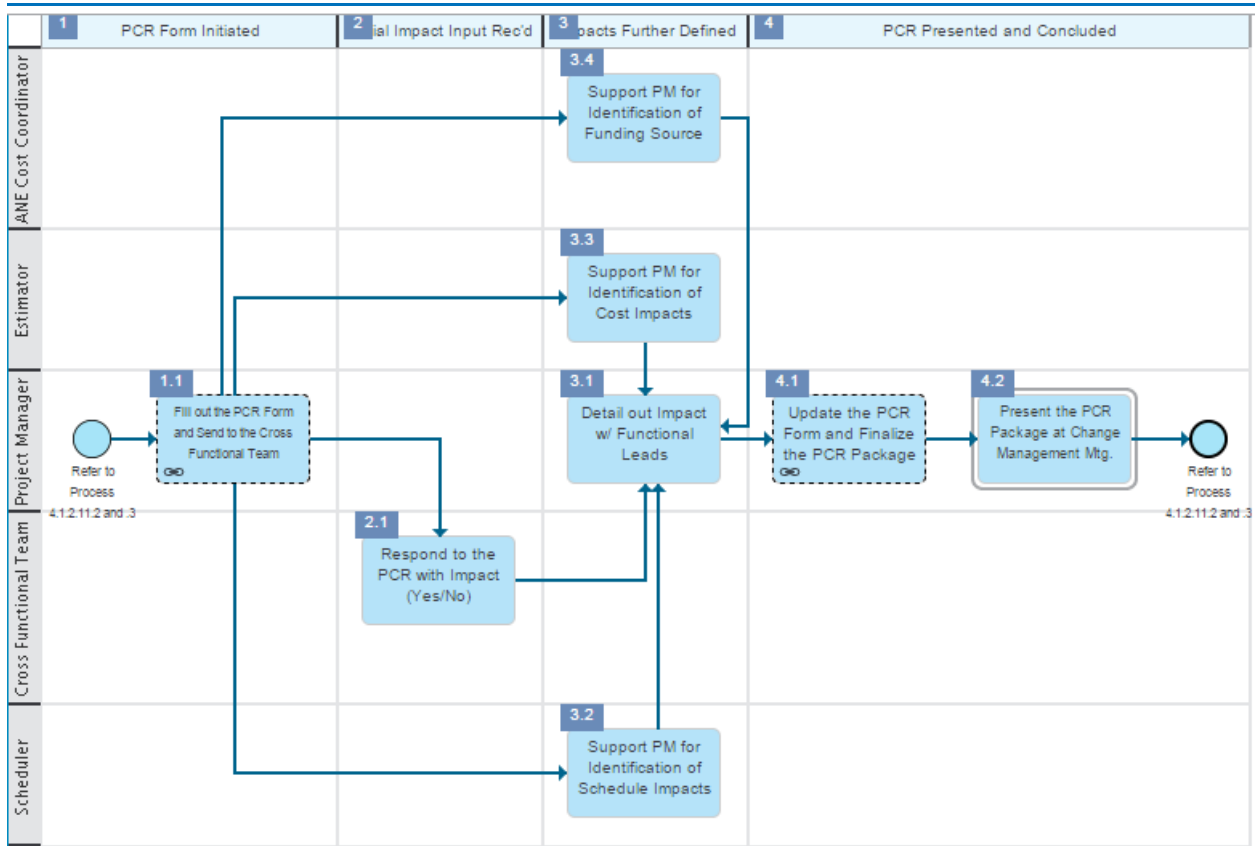 1
PCR Form Initiated
2
ial Impact Input Rec'd
3
pacts Further Defined
4
PCR Presented and Concluded
ANE Cost Coordinator
3.4
Support PM for
Identification of
Funding Source
Estimator
3.3
Support PM for
Identification of
Cost Impacts
Project Manager
Refer to
Process
4.1.2.11.2 and .3
1.1
Fill out the PCR Form
and Send to the Cross
Functional Team
3.1
Detail out Impact
w/ Functional
Leads
4.1
Update the PCR
Form and Finalize
the PCR Package
4.2
Present the PCR
Package at Change
Management Mtg.
Refer to
Process
4.1.2.11.2 and .3
Cross Functional Team
2.1
Respond to the
PCR with Impact
(Yes/No)
Scheduler
3.2
Support PM for
Identification of
Schedule Impacts